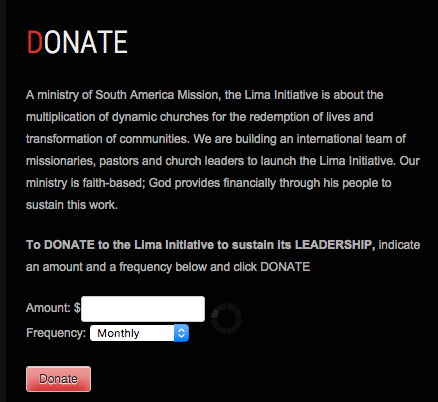 DONATE
A ministry of South America Mission, the Lima Initiative is about the
multiplication of dynamic churches for the redemption of lives and
transformation of communities. We are building an international team of
missionaries, pastors and church leaders to launch the Lima Initiative. Our
ministry is faith-based; God provides financially through his people to
sustain this work.
To DONATE to the Lima Initiative to sustain its LEADERSHIP, indicate
an amount and a frequency below and click DONATE
Amount: $
Frequency: Monthly
Donate